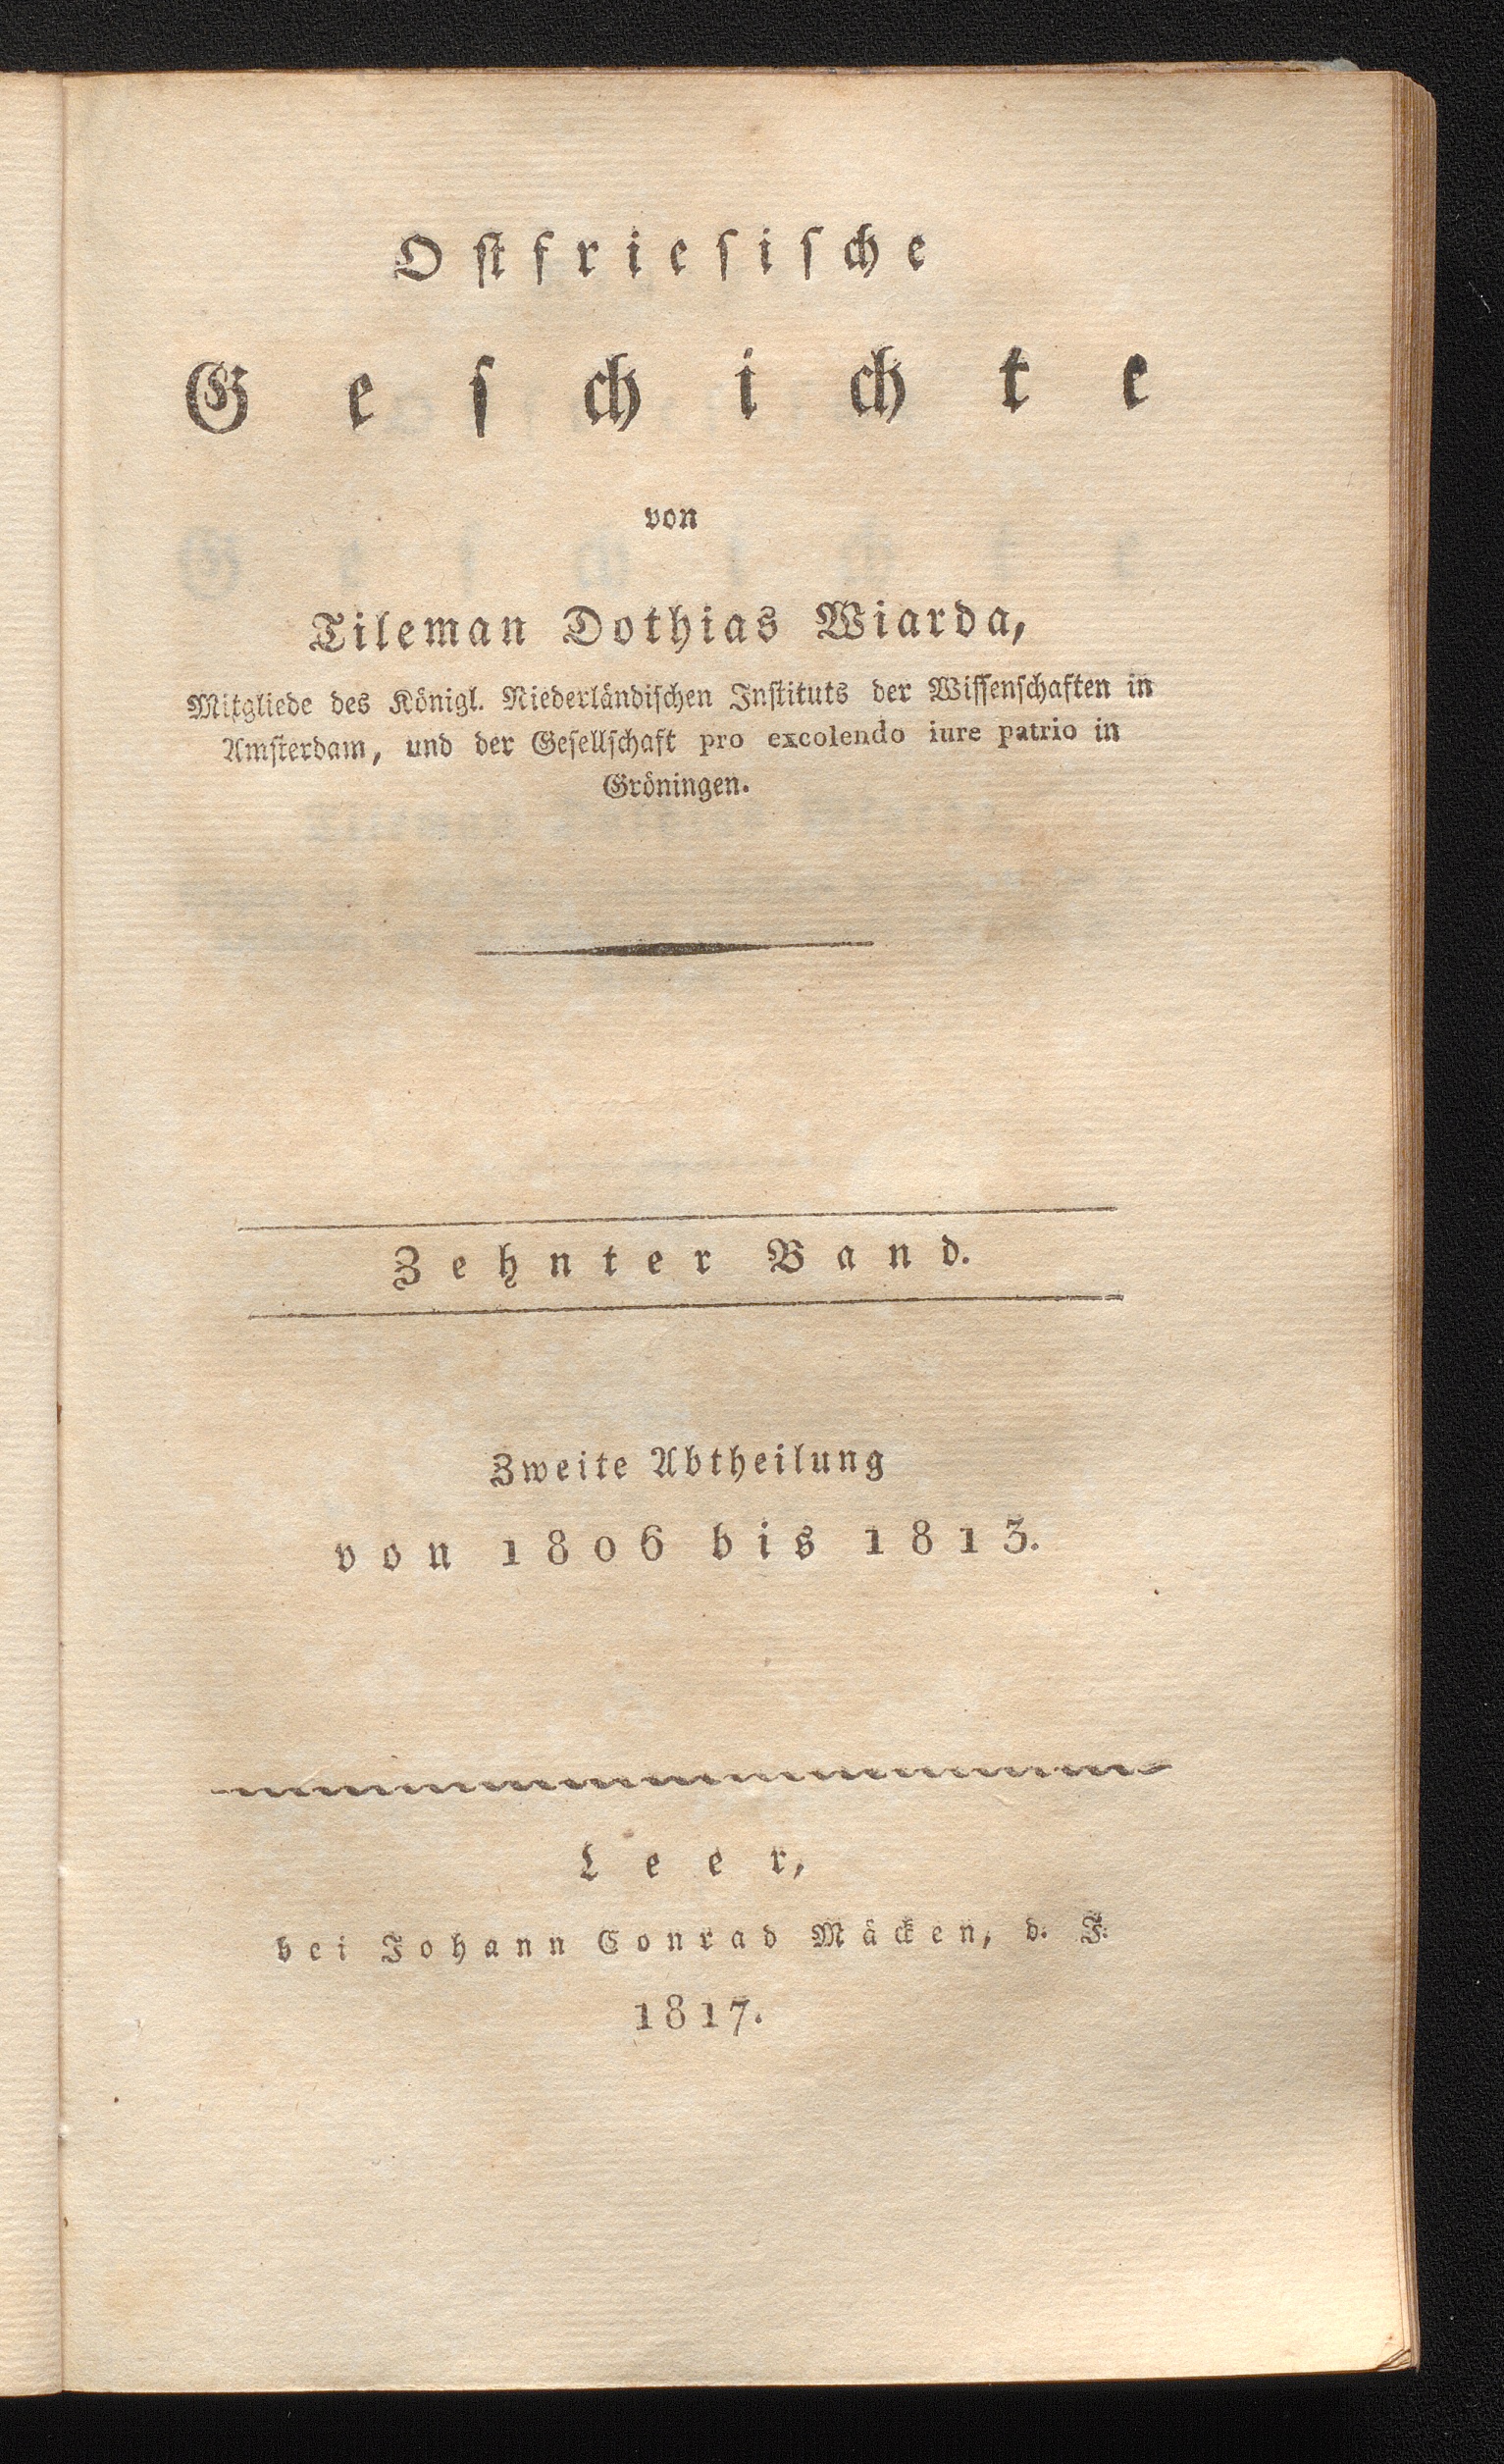 Ostfriesische
Geschichte
von
Tileman Dothias Wiarda,
Mitgliede des Königl. Niederländischen Instituts der Wissenschaften in
Amsterdam, und der Gesellschaft pro excolendo iure patrio in
Gröningen.
Zehnter Band.
Zweite Abtheilung
von 1806 bis 1813.
Leer,
bei Johann Conrad Mäcken, d. J.
1817.